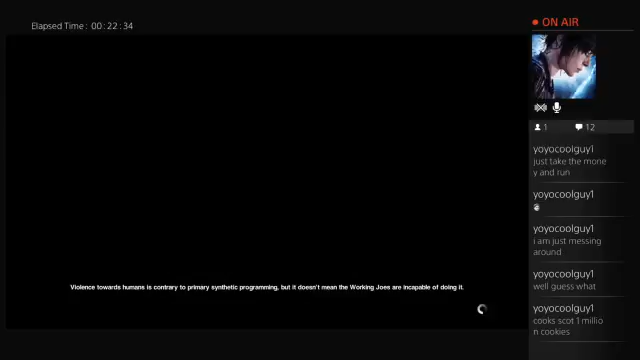 Elapsed Time: 00:22:34
ON AIR
1
12
yoyocoolguy1
just take the mone
y and run
yoyocoolguy1
yoyocoolguy1
i am just messing
around
yoyocoolguy1
well guess what
yoyocoolguy1
cooks scot 1 millio
n cookies
Violence towards humans is contrary to primary synthetic programming, but it doesn't mean the Working Joes are incapable of doing it.